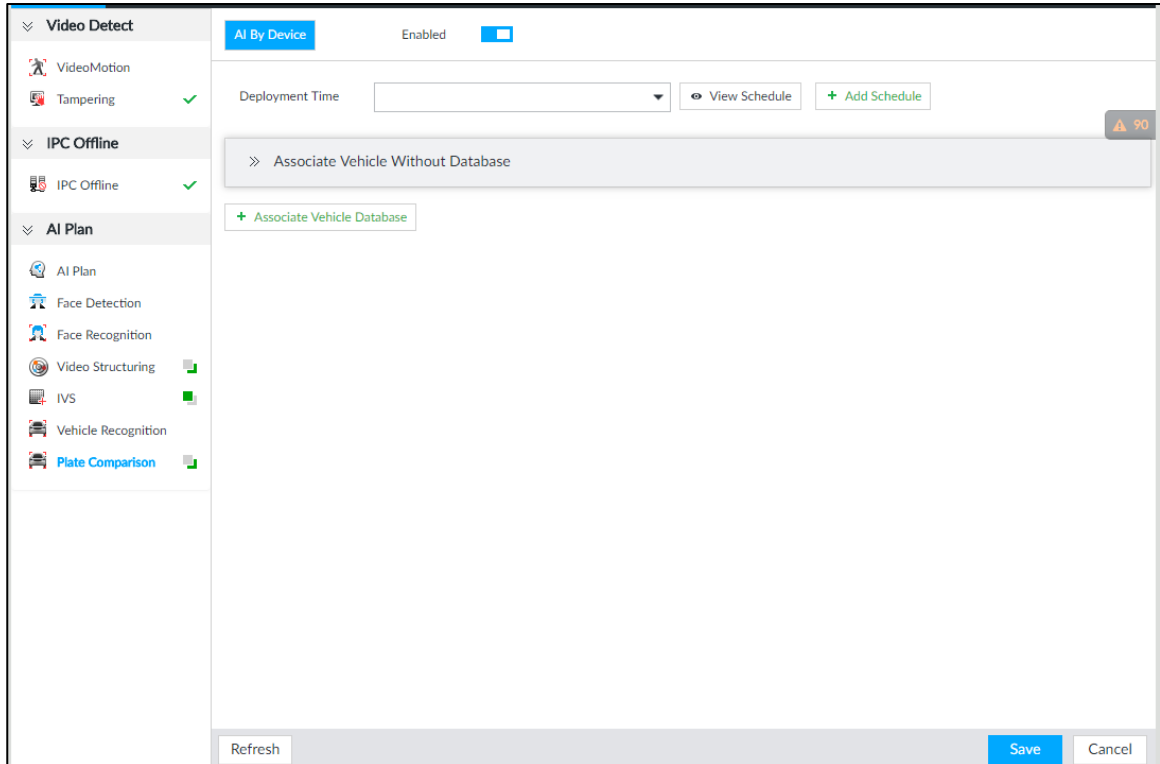 Video Detect
VideoMotion
Tampering
IPC Offline
IPC Offline
AI Plan
AI Plan
Face Detection
Face Recognition
Video Structuring
IVS
Vehicle Recognition
Plate Comparison
AI By Device Enabled
Deployment Time View Schedule + Add Schedule
90
Associate Vehicle Without Database
+ Associate Vehicle Database
Refresh Save Cancel